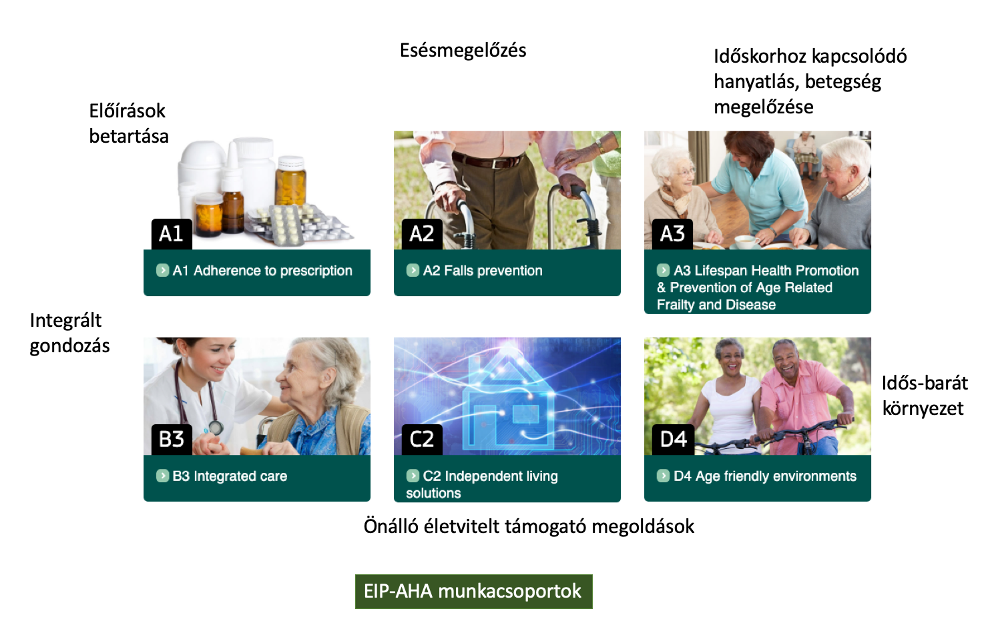 Esésmegelőzés
Időskorhoz kapcsolódó
hanyatlás, betegség
megelőzése
Előírások
betartása
A1
A1 Adherence to prescription
A2
A2 Falls prevention
A3
A3 Lifespan Health Promotion
& Prevention of Age Related
Frailty and Disease
Integrált
gondozás
B3
B3 Integrated care
C2
C2 Independent living
solutions
D4
D4 Age friendly environments
Idős-barát
környezet
Önálló életvitelt támogató megoldások
EIP-AHA munkacsoportok